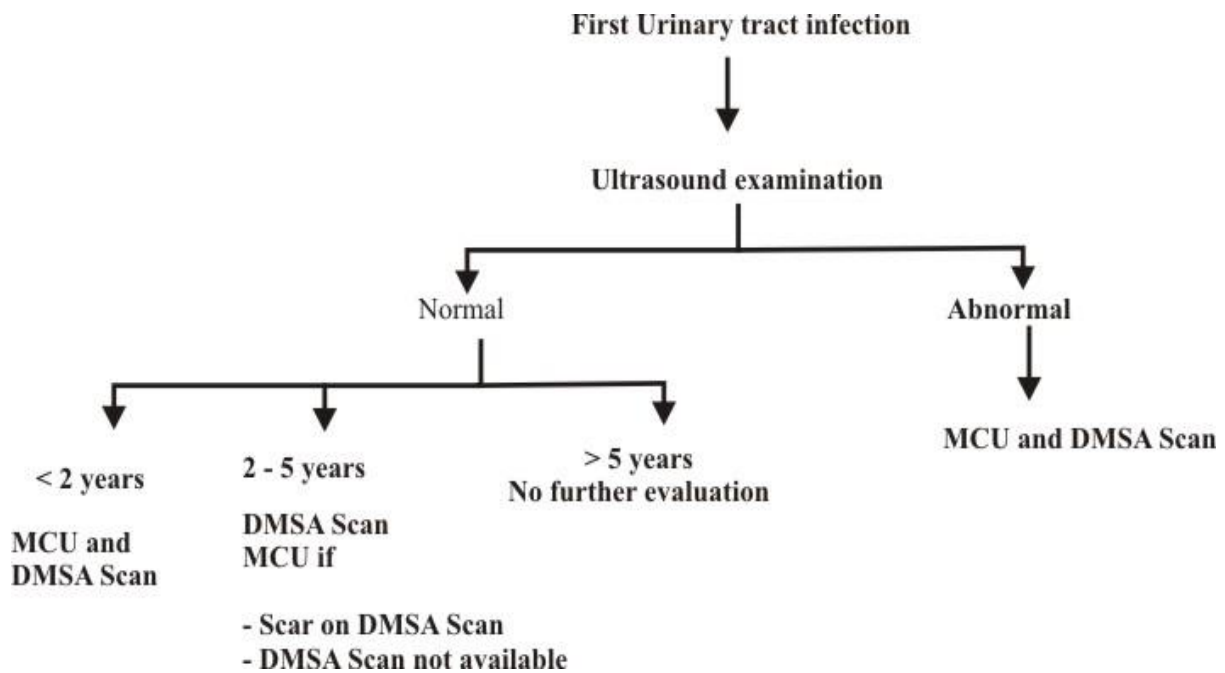 First Urinary tract infection
Ultrasound examination
Normal
Abnormal
MCU and DMSA Scan
< 2 years
MCU and
DMSA Scan
2 - 5 years
DMSA Scan
MCU if
- Scar on DMSA Scan
- DMSA Scan not available
> 5 years
No further evaluation